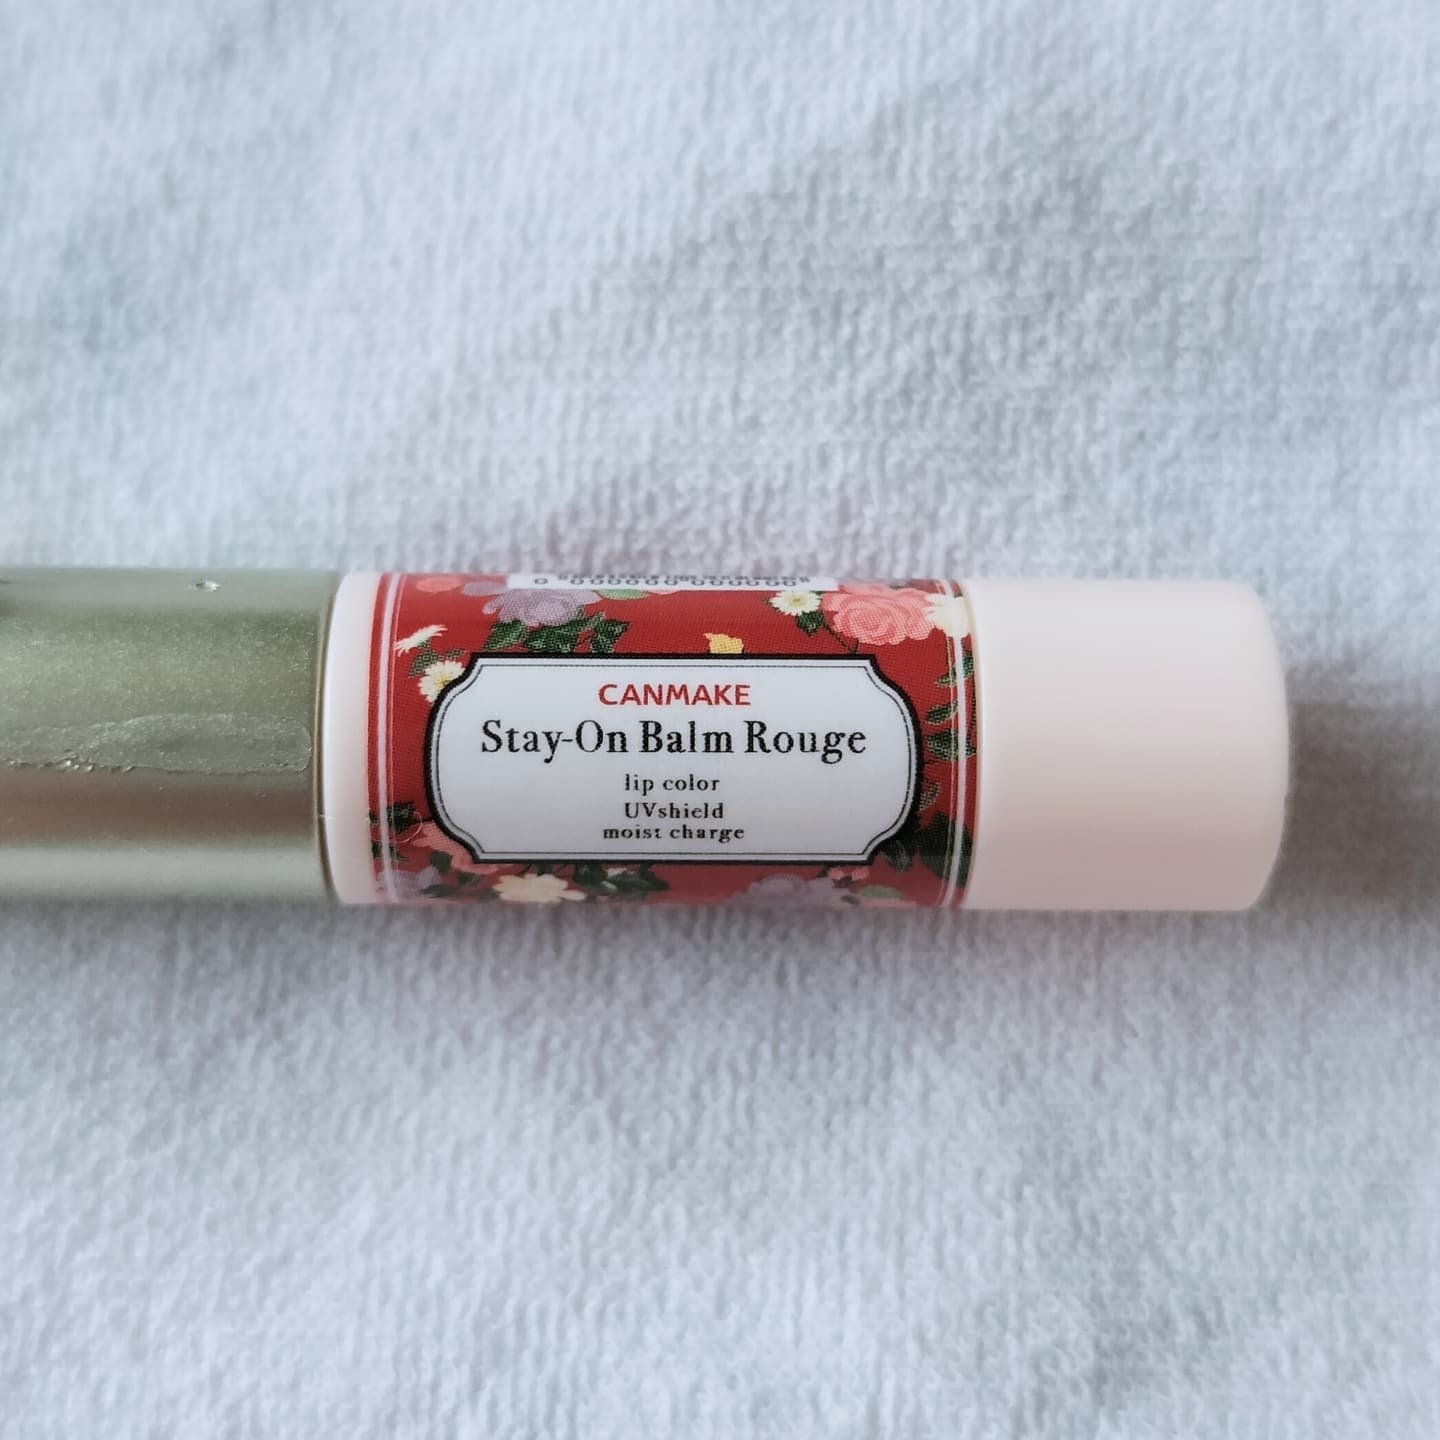 CANMAKE
Stay-On Balm Rouge
lip color
UVshield
moist charge